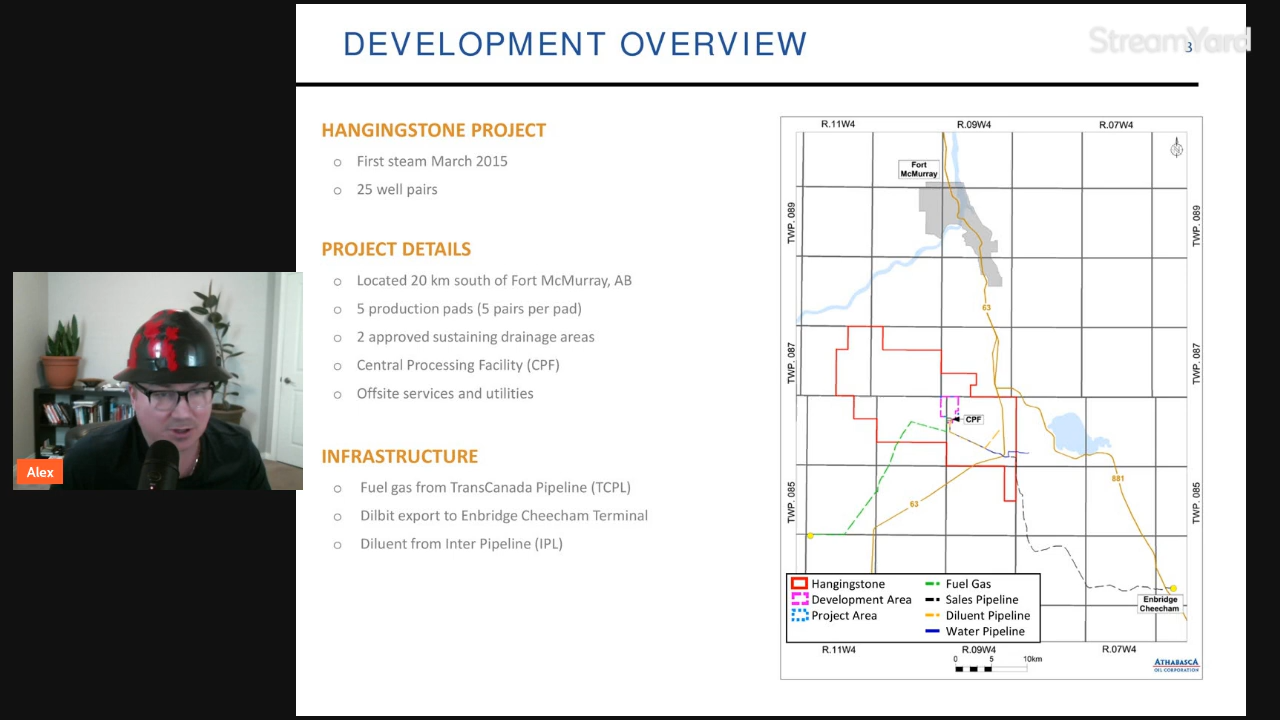 DEVELOPMENT OVERVIEW
StreamYard
3
HANGINGSTONE PROJECT
o First steam March 2015
o 25 well pairs
PROJECT DETAILS
o Located 20 km south of Fort McMurray, AB
o 5 production pads (5 pairs per pad)
o 2 approved sustaining drainage areas
o Central Processing Facility (CPF)
o Offsite services and utilities
INFRASTRUCTURE
o Fuel gas from TransCanada Pipeline (TCPL)
o Dilbit export to Enbridge Cheecham Terminal
o Diluent from Inter Pipeline (IPL)
Alex
R.11W4 R.09W4 R.07W4
Fort
McMurray
TWP. 089 TWP. 089
63
TWP. 087 TWP. 087
CPF
881
63
TWP. 085 TWP. 085
Enbridge
Cheecham
Hangingstone
Development Area
Project Area
Fuel Gas
Sales Pipeline
Diluent Pipeline
Water Pipeline
R.11W4 R.09W4 R.07W4
0 5 10km
ATHABASCA
OIL CORPORATION